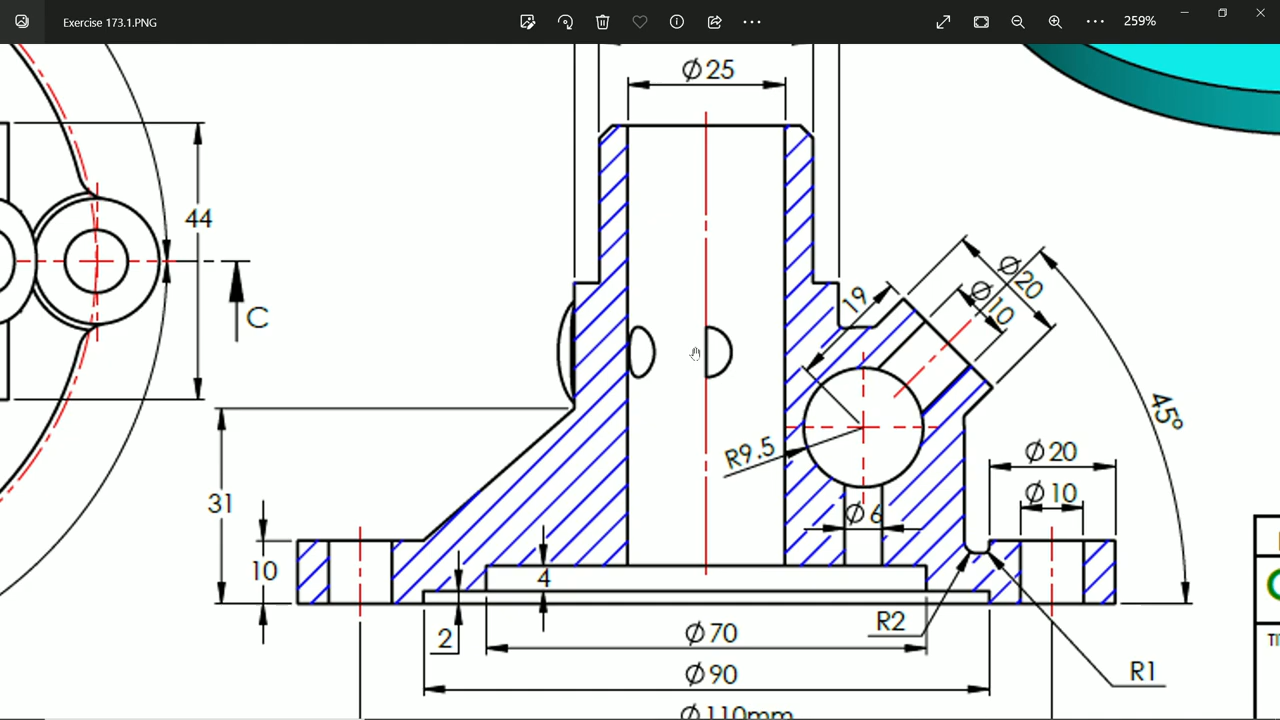 Exercise 173.1.PNG
259%
Ø25
44
C
19
Ø20
Ø10
45°
R9.5
Ø20
31
Ø10
Ø6
10
4
2
Ø70
R2
R1
Ø90
Ø110mm